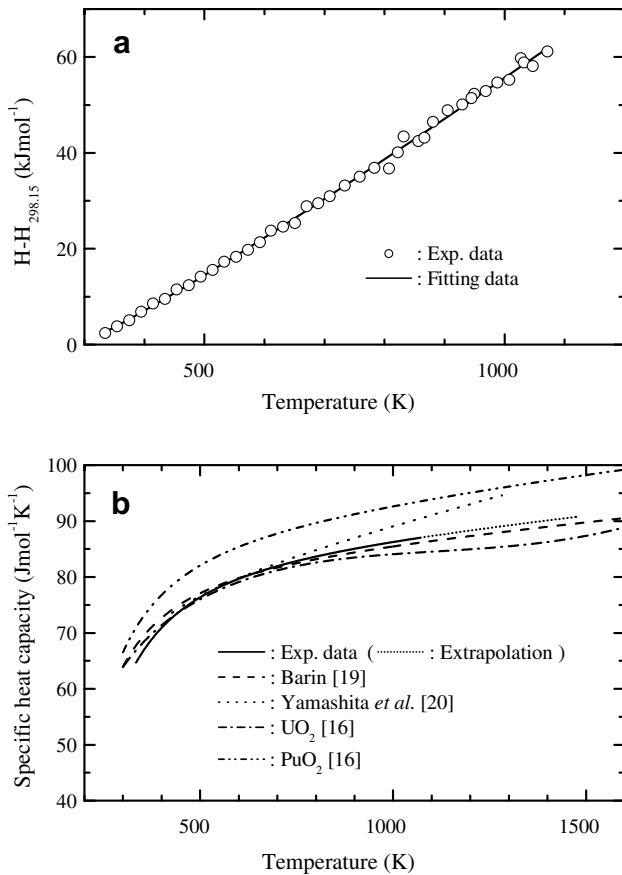 a
60
40
20
0
H-H298.15 (kJmol-1)
: Exp. data
: Fitting data
500
1000
Temperature (K)
b
100
90
80
70
60
50
40
Specific heat capacity (Jmol-1K-1)
: Exp. data ( : Extrapolation )
: Barin [19]
: Yamashita et al. [20]
: UO2 [16]
: PuO2 [16]
500
1000
1500
Temperature (K)